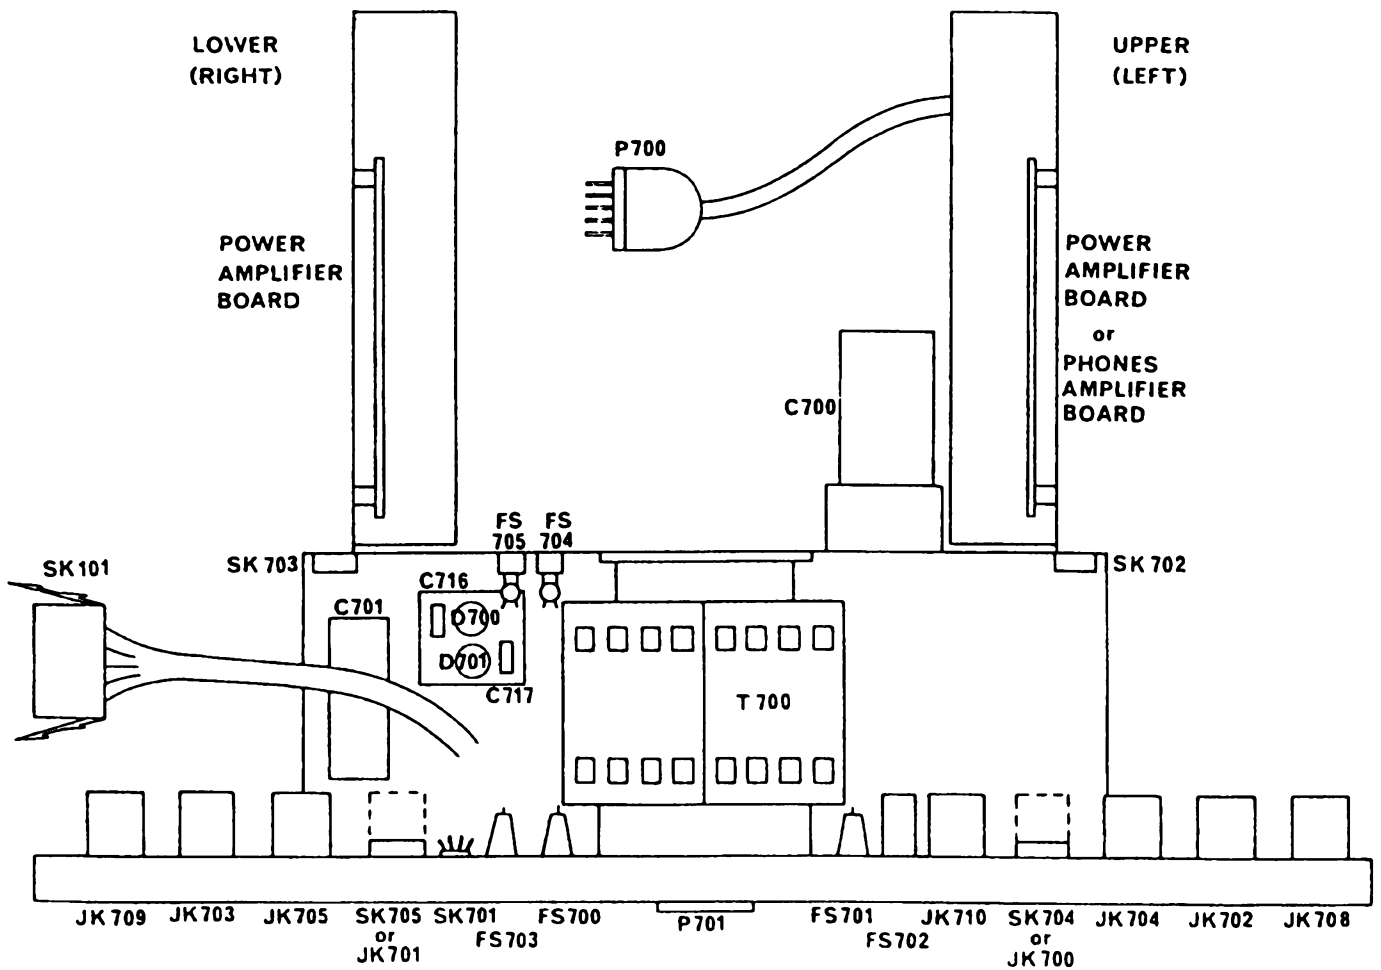 LOWER
(RIGHT)
UPPER
(LEFT)
P700
POWER
AMPLIFIER
BOARD
POWER
AMPLIFIER
BOARD
or
PHONES
AMPLIFIER
BOARD
C700
FS
705
FS
704
SK703
SK702
SK101
C716
C701
D700
D701
C717
T700
JK709
JK703
JK705
SK705
or
JK701
SK701
FS703
FS700
P701
FS701
FS702
JK710
SK704
or
JK700
JK704
JK702
JK708